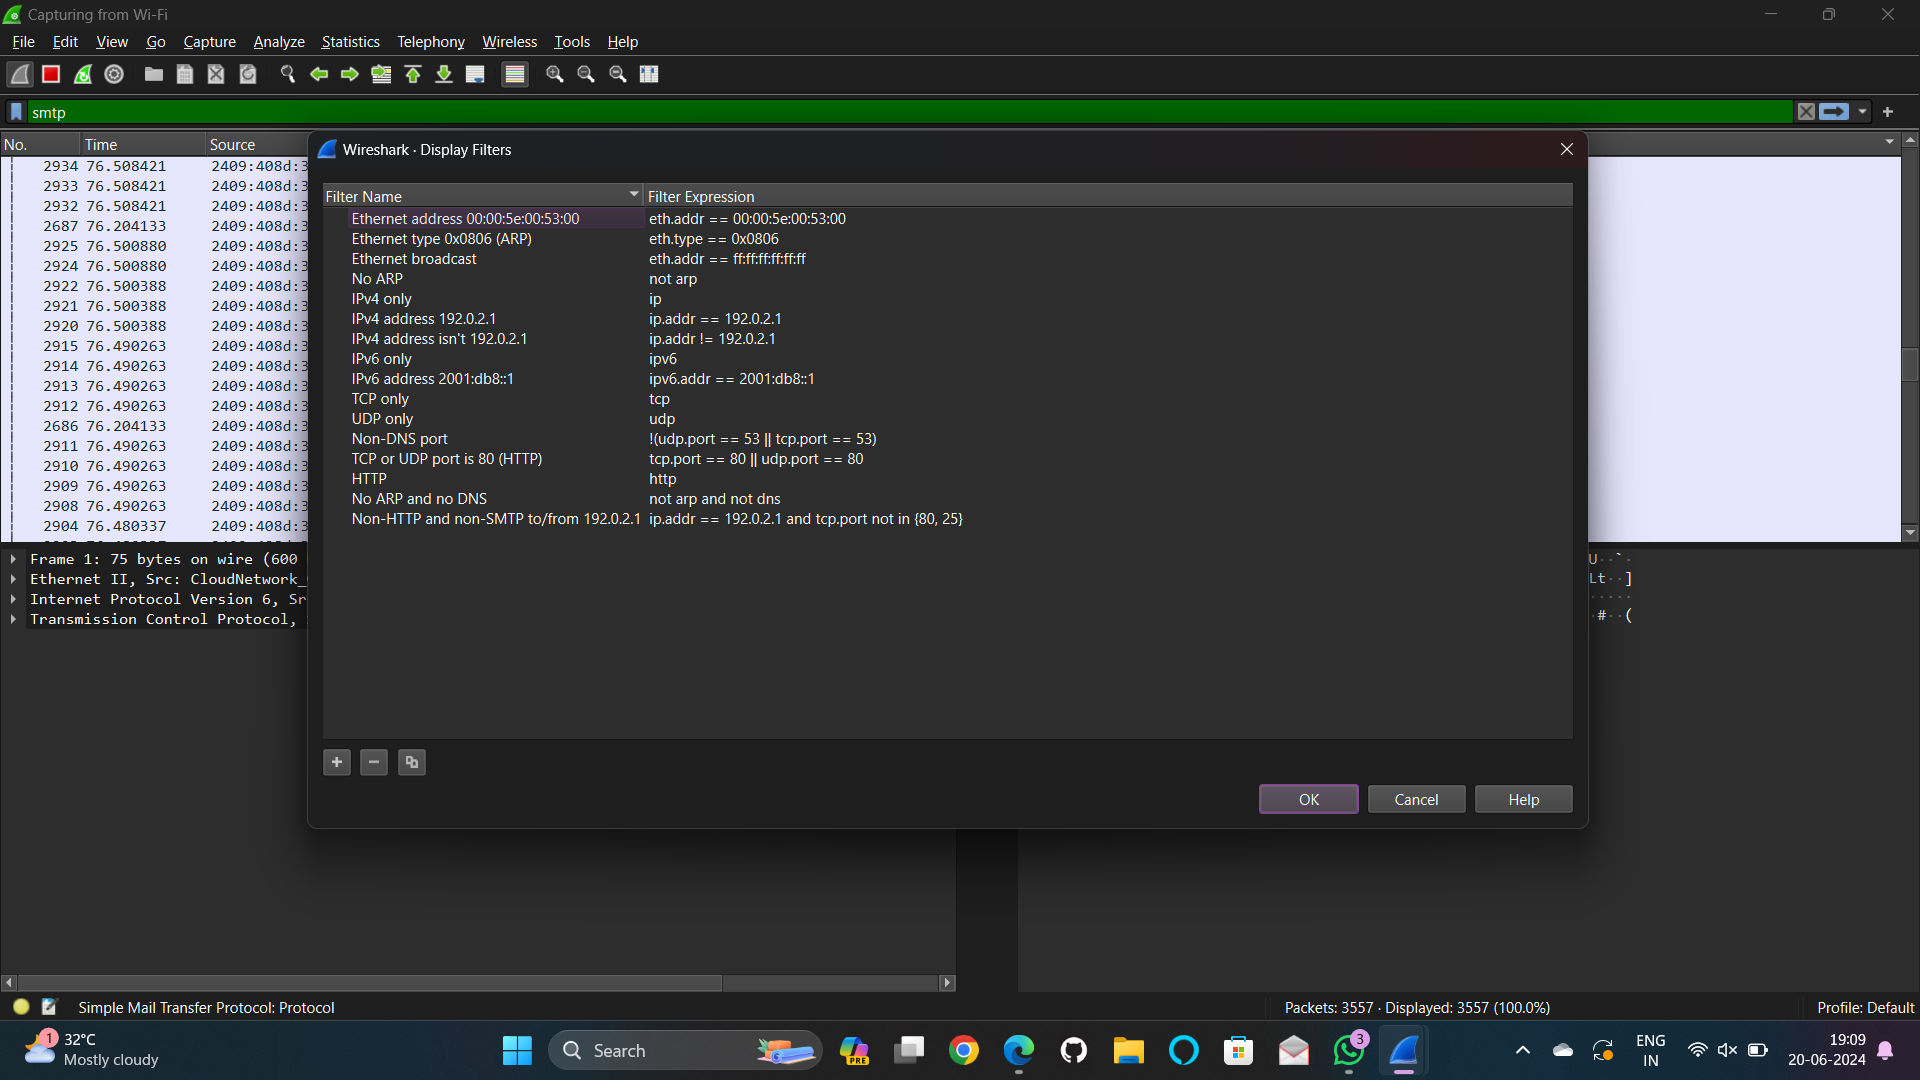 Capturing from Wi-Fi
File Edit View Go Capture Analyze Statistics Telephony Wireless Tools Help
smtp
No. Time Source
2934 76.508421 2409:408d:3
2933 76.508421 2409:408d:3
2932 76.508421 2409:408d:3
2687 76.204133 2409:408d:3
2925 76.500880 2409:408d:3
2924 76.500880 2409:408d:3
2922 76.500388 2409:408d:3
2921 76.500388 2409:408d:3
2920 76.500388 2409:408d:3
2915 76.490263 2409:408d:3
2914 76.490263 2409:408d:3
2913 76.490263 2409:408d:3
2912 76.490263 2409:408d:3
2686 76.204133 2409:408d:3
2911 76.490263 2409:408d:3
2910 76.490263 2409:408d:3
2909 76.490263 2409:408d:3
2908 76.490263 2409:408d:3
2904 76.480337 2409:408d:3
Wireshark · Display Filters
Filter Name Filter Expression
Ethernet address 00:00:5e:00:53:00 eth.addr == 00:00:5e:00:53:00
Ethernet type 0x0806 (ARP) eth.type == 0x0806
Ethernet broadcast eth.addr == ff:ff:ff:ff:ff:ff
No ARP not arp
IPv4 only ip
IPv4 address 192.0.2.1 ip.addr == 192.0.2.1
IPv4 address isn't 192.0.2.1 ip.addr != 192.0.2.1
IPv6 only ipv6
IPv6 address 2001:db8::1 ipv6.addr == 2001:db8::1
TCP only tcp
UDP only udp
Non-DNS port !(udp.port == 53 || tcp.port == 53)
TCP or UDP port is 80 (HTTP) tcp.port == 80 || udp.port == 80
HTTP http
No ARP and no DNS not arp and not dns
Non-HTTP and non-SMTP to/from 192.0.2.1 ip.addr == 192.0.2.1 and tcp.port not in {80, 25}
OK Cancel Help
Frame 1: 75 bytes on wire (600
Ethernet II, Src: CloudNetwork_
Internet Protocol Version 6, Sr
Transmission Control Protocol,
U··`·
Lt··]
·····
·#··(
Simple Mail Transfer Protocol: Protocol
Packets: 3557 · Displayed: 3557 (100.0%)
Profile: Default
1
32°C
Mostly cloudy
Search
PRE
3
ENG
IN
19:09
20-06-2024